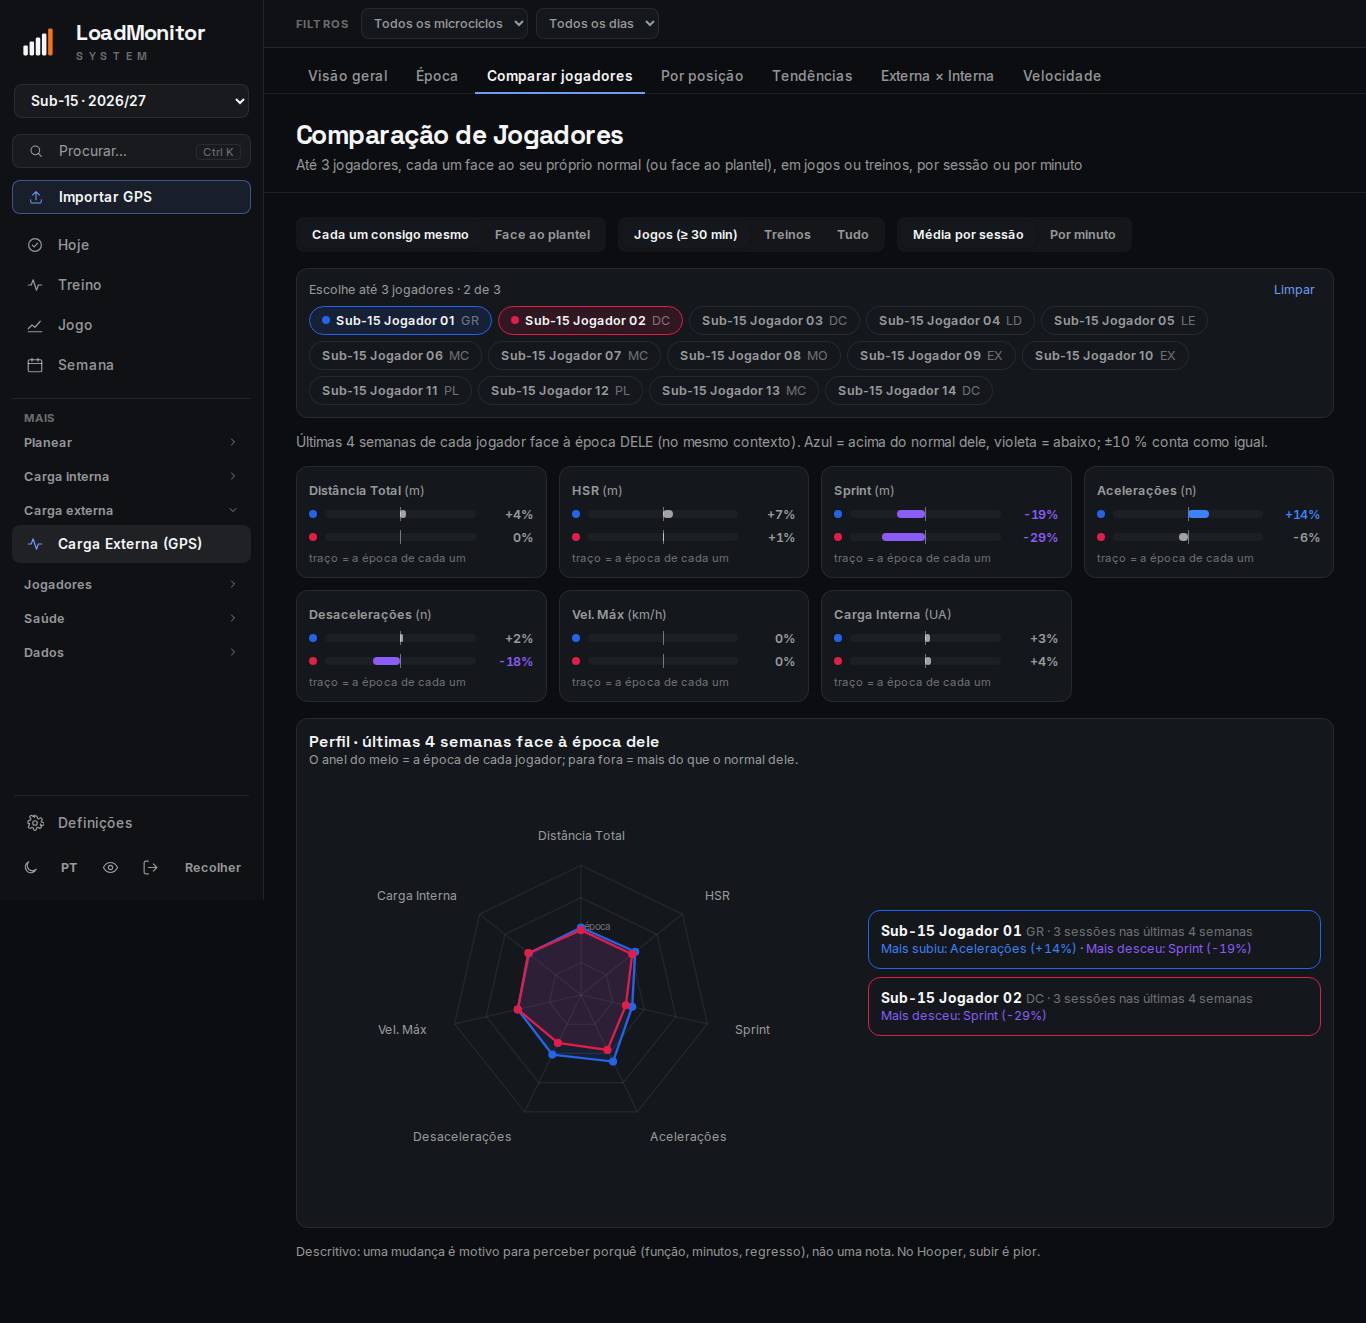 LoadMonitor
SYSTEM
Sub-15 · 2026/27
Procurar... Ctrl K
Importar GPS
Hoje
Treino
Jogo
Semana
MAIS
Planear
Carga interna
Carga externa
Carga Externa (GPS)
Jogadores
Saúde
Dados
Definições
PT Recolher
FILTROS Todos os microciclos Todos os dias
Visão geral Época Comparar jogadores Por posição Tendências Externa × Interna Velocidade
Comparação de Jogadores
Até 3 jogadores, cada um face ao seu próprio normal (ou face ao plantel), em jogos ou treinos, por sessão ou por minuto
Cada um consigo mesmo Face ao plantel Jogos (≥ 30 min) Treinos Tudo Média por sessão Por minuto
Escolhe até 3 jogadores · 2 de 3 Limpar
Sub-15 Jogador 01 GR Sub-15 Jogador 02 DC Sub-15 Jogador 03 DC Sub-15 Jogador 04 LD Sub-15 Jogador 05 LE
Sub-15 Jogador 06 MC Sub-15 Jogador 07 MC Sub-15 Jogador 08 MO Sub-15 Jogador 09 EX Sub-15 Jogador 10 EX
Sub-15 Jogador 11 PL Sub-15 Jogador 12 PL Sub-15 Jogador 13 MC Sub-15 Jogador 14 DC
Últimas 4 semanas de cada jogador face à época DELE (no mesmo contexto). Azul = acima do normal dele, violeta = abaixo; ±10 % conta como igual.
Distância Total (m)
+4%
0%
traço = a época de cada um
HSR (m)
+7%
+1%
traço = a época de cada um
Sprint (m)
-19%
-29%
traço = a época de cada um
Acelerações (n)
+14%
-6%
traço = a época de cada um
Desacelerações (n)
+2%
-18%
traço = a época de cada um
Vel. Máx (km/h)
0%
0%
traço = a época de cada um
Carga Interna (UA)
+3%
+4%
traço = a época de cada um
Perfil · últimas 4 semanas face à época dele
O anel do meio = a época de cada jogador; para fora = mais do que o normal dele.
Distância Total
Carga Interna HSR
época
Vel. Máx Sprint
Desacelerações Acelerações
Sub-15 Jogador 01 GR · 3 sessões nas últimas 4 semanas
Mais subiu: Acelerações (+14%) · Mais desceu: Sprint (-19%)
Sub-15 Jogador 02 DC · 3 sessões nas últimas 4 semanas
Mais desceu: Sprint (-29%)
Descritivo: uma mudança é motivo para perceber porquê (função, minutos, regresso), não uma nota. No Hooper, subir é pior.